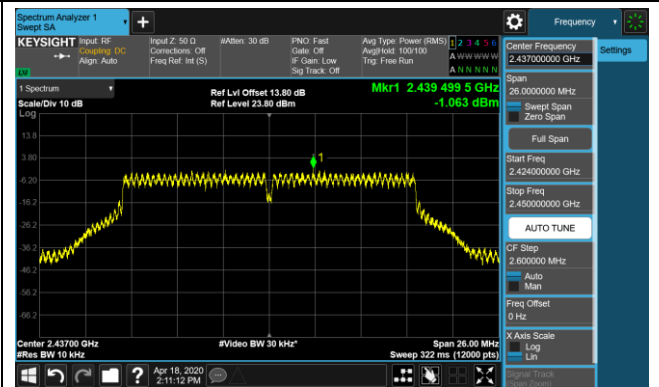 Spectrum Analyzer 1
Swept SA
Frequency
KEYSIGHT
Input: RF
Coupling: DC
Align: Auto
Input Z: 50 Ω
Corrections: Off
Freq Ref: Int (S)
#Atten: 30 dB
PNO: Fast
Gate: Off
IF Gain: Low
Sig Track: Off
Avg Type: Power (RMS)
Avg|Hold: 100/100
Trig: Free Run
1 2 3 4 5 6
A W W W W W
A N N N N N
LXI
1 Spectrum
Scale/Div 10 dB
Log
Ref Lvl Offset 13.80 dB
Ref Level 23.80 dBm
Mkr1 2.439 499 5 GHz
-1.063 dBm
13.8
3.80
-6.20
-16.2
-26.2
-36.2
-46.2
-56.2
-66.2
1
Center 2.43700 GHz
#Res BW 10 kHz
#Video BW 30 kHz*
Span 26.00 MHz
Sweep 322 ms (12000 pts)
Apr 18, 2020
2:11:12 PM
?
Center Frequency
2.437000000 GHz
Span
26.0000000 MHz
Swept Span
Zero Span
Full Span
Start Freq
2.424000000 GHz
Stop Freq
2.450000000 GHz
AUTO TUNE
CF Step
2.600000 MHz
Auto
Man
Freq Offset
0 Hz
X Axis Scale
Log
Lin
Signal Track
(Span Zoom)
Settings